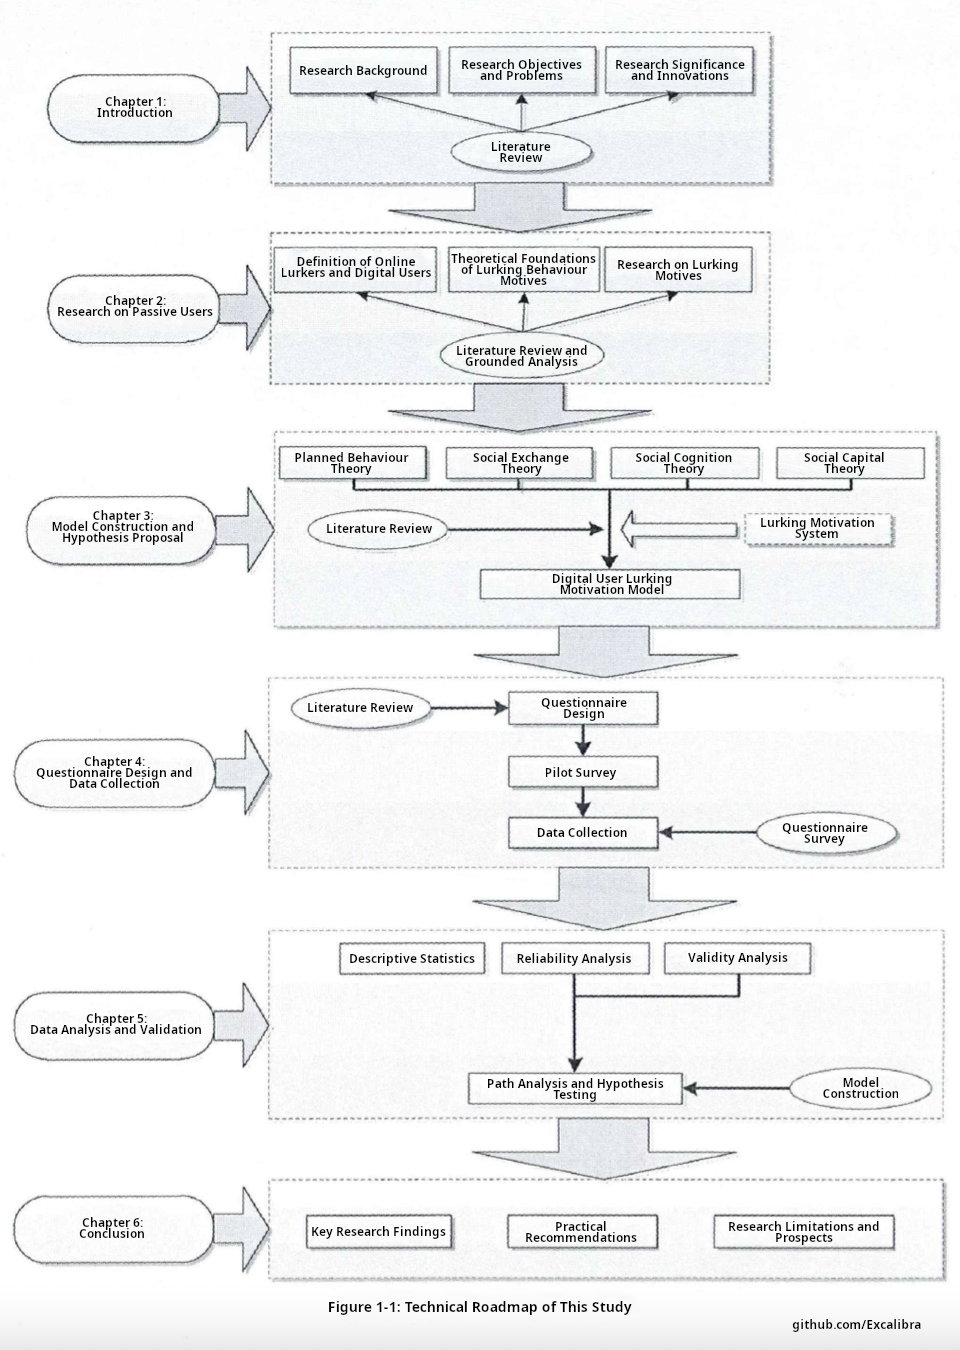 Research Background
Research Objectives
and Problems
Research Significance
and Innovations
Chapter 1:
Introduction
Literature
Review
Definition of Online
Lurkers and Digital Users
Theoretical Foundations
of Lurking Behaviour
Motives
Research on Lurking
Motives
Chapter 2:
Research on Passive Users
Literature Review and
Grounded Analysis
Planned Behaviour
Theory
Social Exchange
Theory
Social Cognition
Theory
Social Capital
Theory
Chapter 3:
Model Construction and
Hypothesis Proposal
Literature Review
Lurking Motivation
System
Digital User Lurking
Motivation Model
Literature Review
Questionnaire
Design
Chapter 4:
Questionnaire Design and
Data Collection
Pilot Survey
Data Collection
Questionnaire
Survey
Descriptive Statistics
Reliability Analysis
Validity Analysis
Chapter 5:
Data Analysis and Validation
Path Analysis and Hypothesis
Testing
Model
Construction
Chapter 6:
Conclusion
Key Research Findings
Practical
Recommendations
Research Limitations and
Prospects
Figure 1-1: Technical Roadmap of This Study
github.com/Excalibra